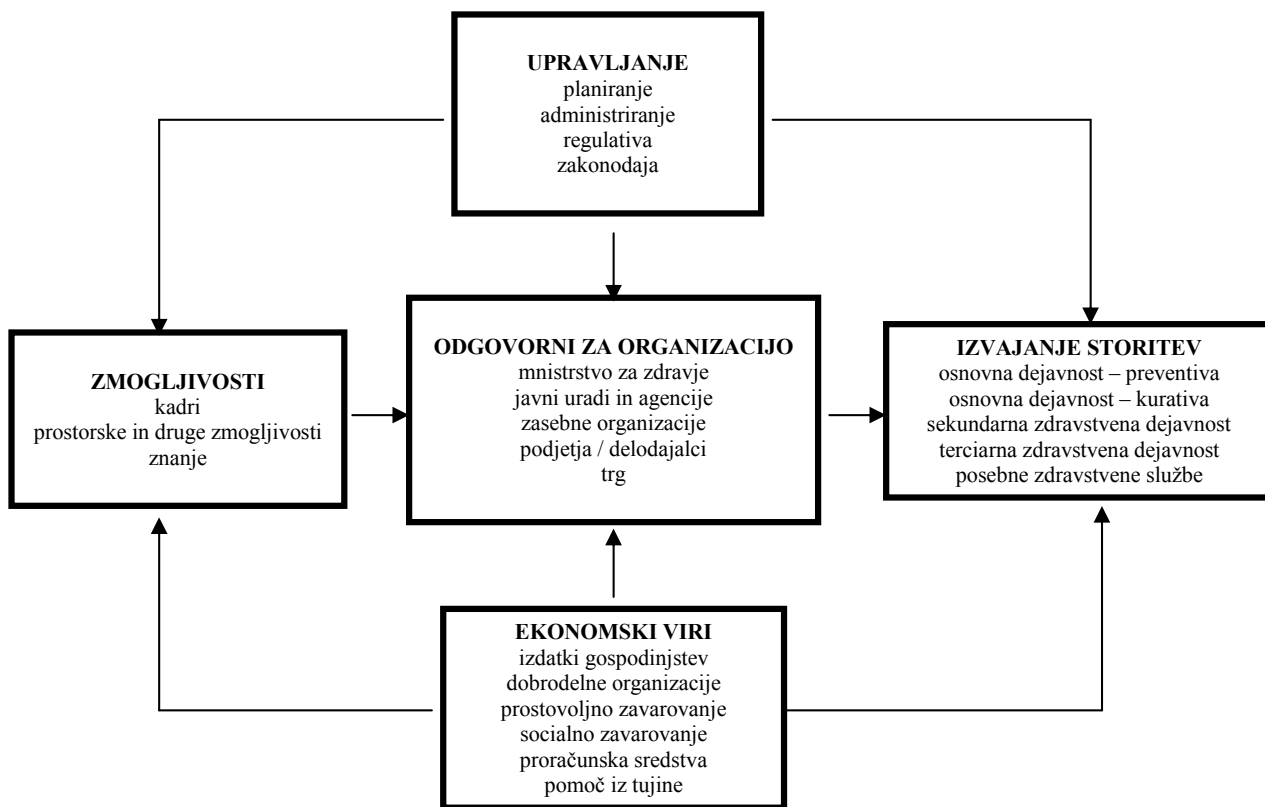 UPRAVLJANJE
planiranje
administriranje
regulativa
zakonodaja
ZMOGLJIVOSTI
kadri
prostorske in druge zmogljivosti
znanje
ODGOVORNI ZA ORGANIZACIJO
mnistrstvo za zdravje
javni uradi in agencije
zasebne organizacije
podjetja / delodajalci
trg
IZVAJANJE STORITEV
osnovna dejavnost – preventiva
osnovna dejavnost – kurativa
sekundarna zdravstvena dejavnost
terciarna zdravstvena dejavnost
posebne zdravstvene službe
EKONOMSKI VIRI
izdatki gospodinjstev
dobrodelne organizacije
prostovoljno zavarovanje
socialno zavarovanje
proračunska sredstva
pomoč iz tujine